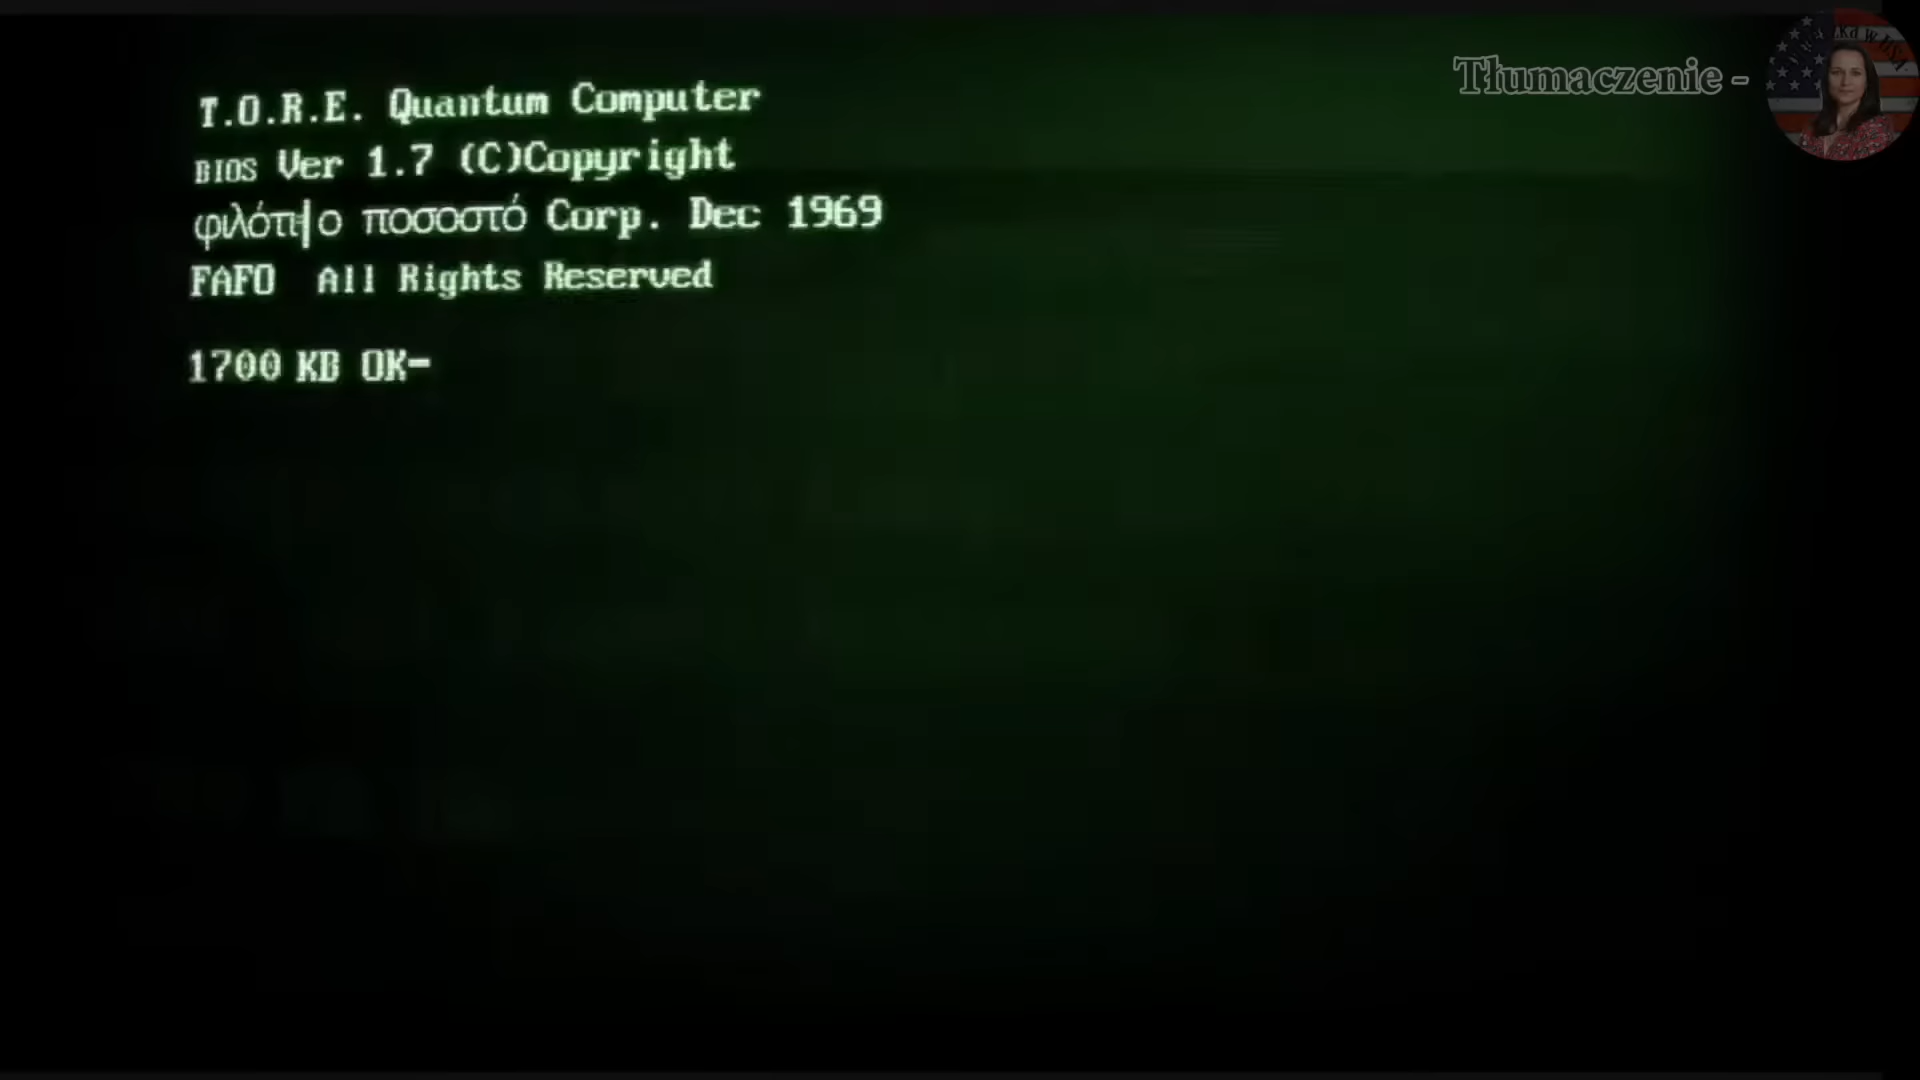 T.O.R.E. Quantum Computer
BIOS Ver 1.7 (C)Copyright
ποσοστό Corp. Dec 1969
FAFO All Rights Reserved
1700 KB OK-
Tłumaczenie -